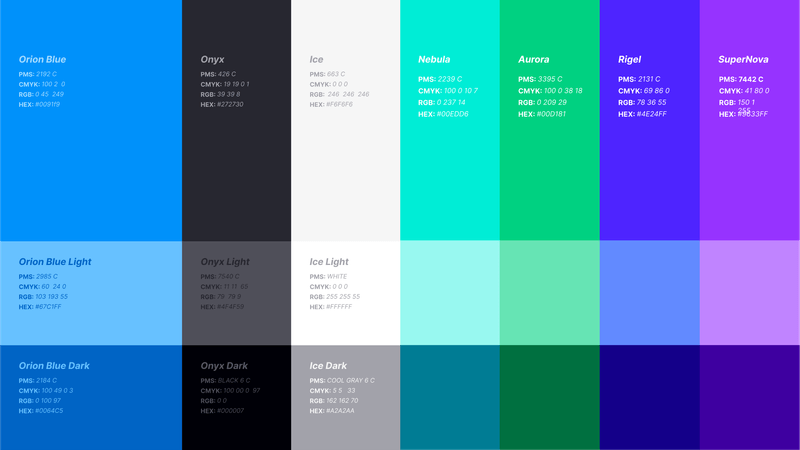 Orion Blue
PMS: 2192 C
CMYK: 100 2 0
RGB: 0 45 249
HEX: #0091f9
Onyx
PMS: 426 C
CMYK: 19 19 0 1
RGB: 39 39 8
HEX: #272730
Ice
PMS: 663 C
CMYK: 0 0 0
RGB: 246 246 246
HEX: #F6F6F6
Nebula
PMS: 2239 C
CMYK: 100 0 10 7
RGB: 0 237 14
HEX: #00EDD6
Aurora
PMS: 3395 C
CMYK: 100 0 38 18
RGB: 0 209 29
HEX: #00D181
Rigel
PMS: 2131 C
CMYK: 69 86 0
RGB: 78 36 55
HEX: #4E24FF
SuperNova
PMS: 7442 C
CMYK: 41 80 0
RGB: 150 1
255
HEX: #9633FF
Orion Blue Light
PMS: 2985 C
CMYK: 60 24 0
RGB: 103 193 55
HEX: #67C1FF
Onyx Light
PMS: 7540 C
CMYK: 11 11 65
RGB: 79 79 9
HEX: #4F4F59
Ice Light
PMS: WHITE
CMYK: 0 0 0
RGB: 255 255 255
HEX: #FFFFFF
Orion Blue Dark
PMS: 2184 C
CMYK: 100 49 0 3
RGB: 0 100 97
HEX: #0064C5
Onyx Dark
PMS: BLACK 6 C
CMYK: 100 00 0 97
RGB: 0 0
HEX: #000007
Ice Dark
PMS: COOL GRAY 6 C
CMYK: 5 5 33
RGB: 162 162 70
HEX: #A2A2AA